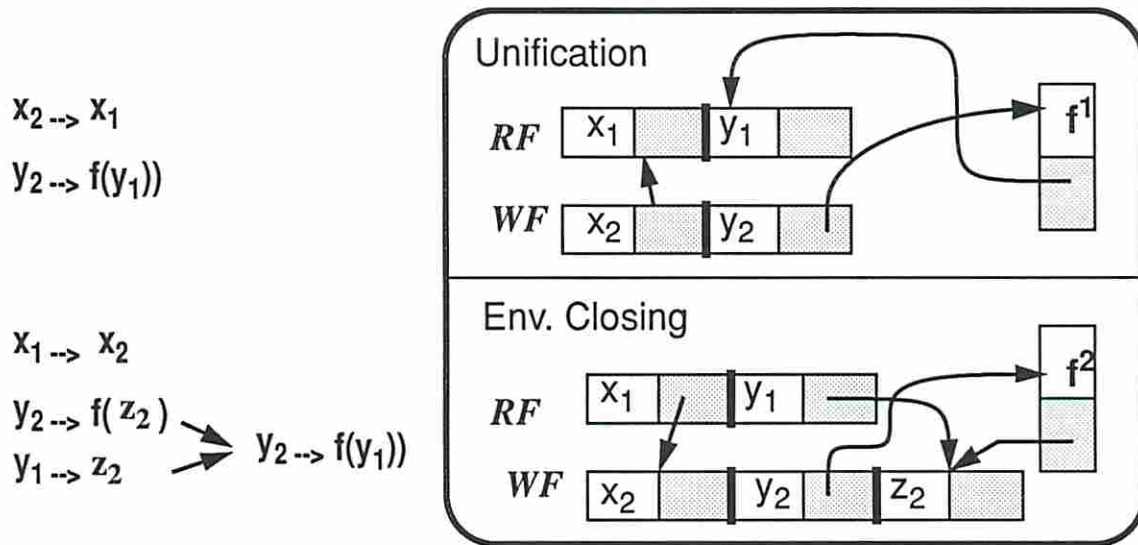 x₂ --> x₁
y₂ --> f(y₁))
x₁ --> x₂
y₂ --> f( z₂ )
y₁ --> z₂
y₂ --> f(y₁))
Unification
RF x₁ y₁ f¹
WF x₂ y₂
Env. Closing
RF x₁ y₁ f²
WF x₂ y₂ z₂